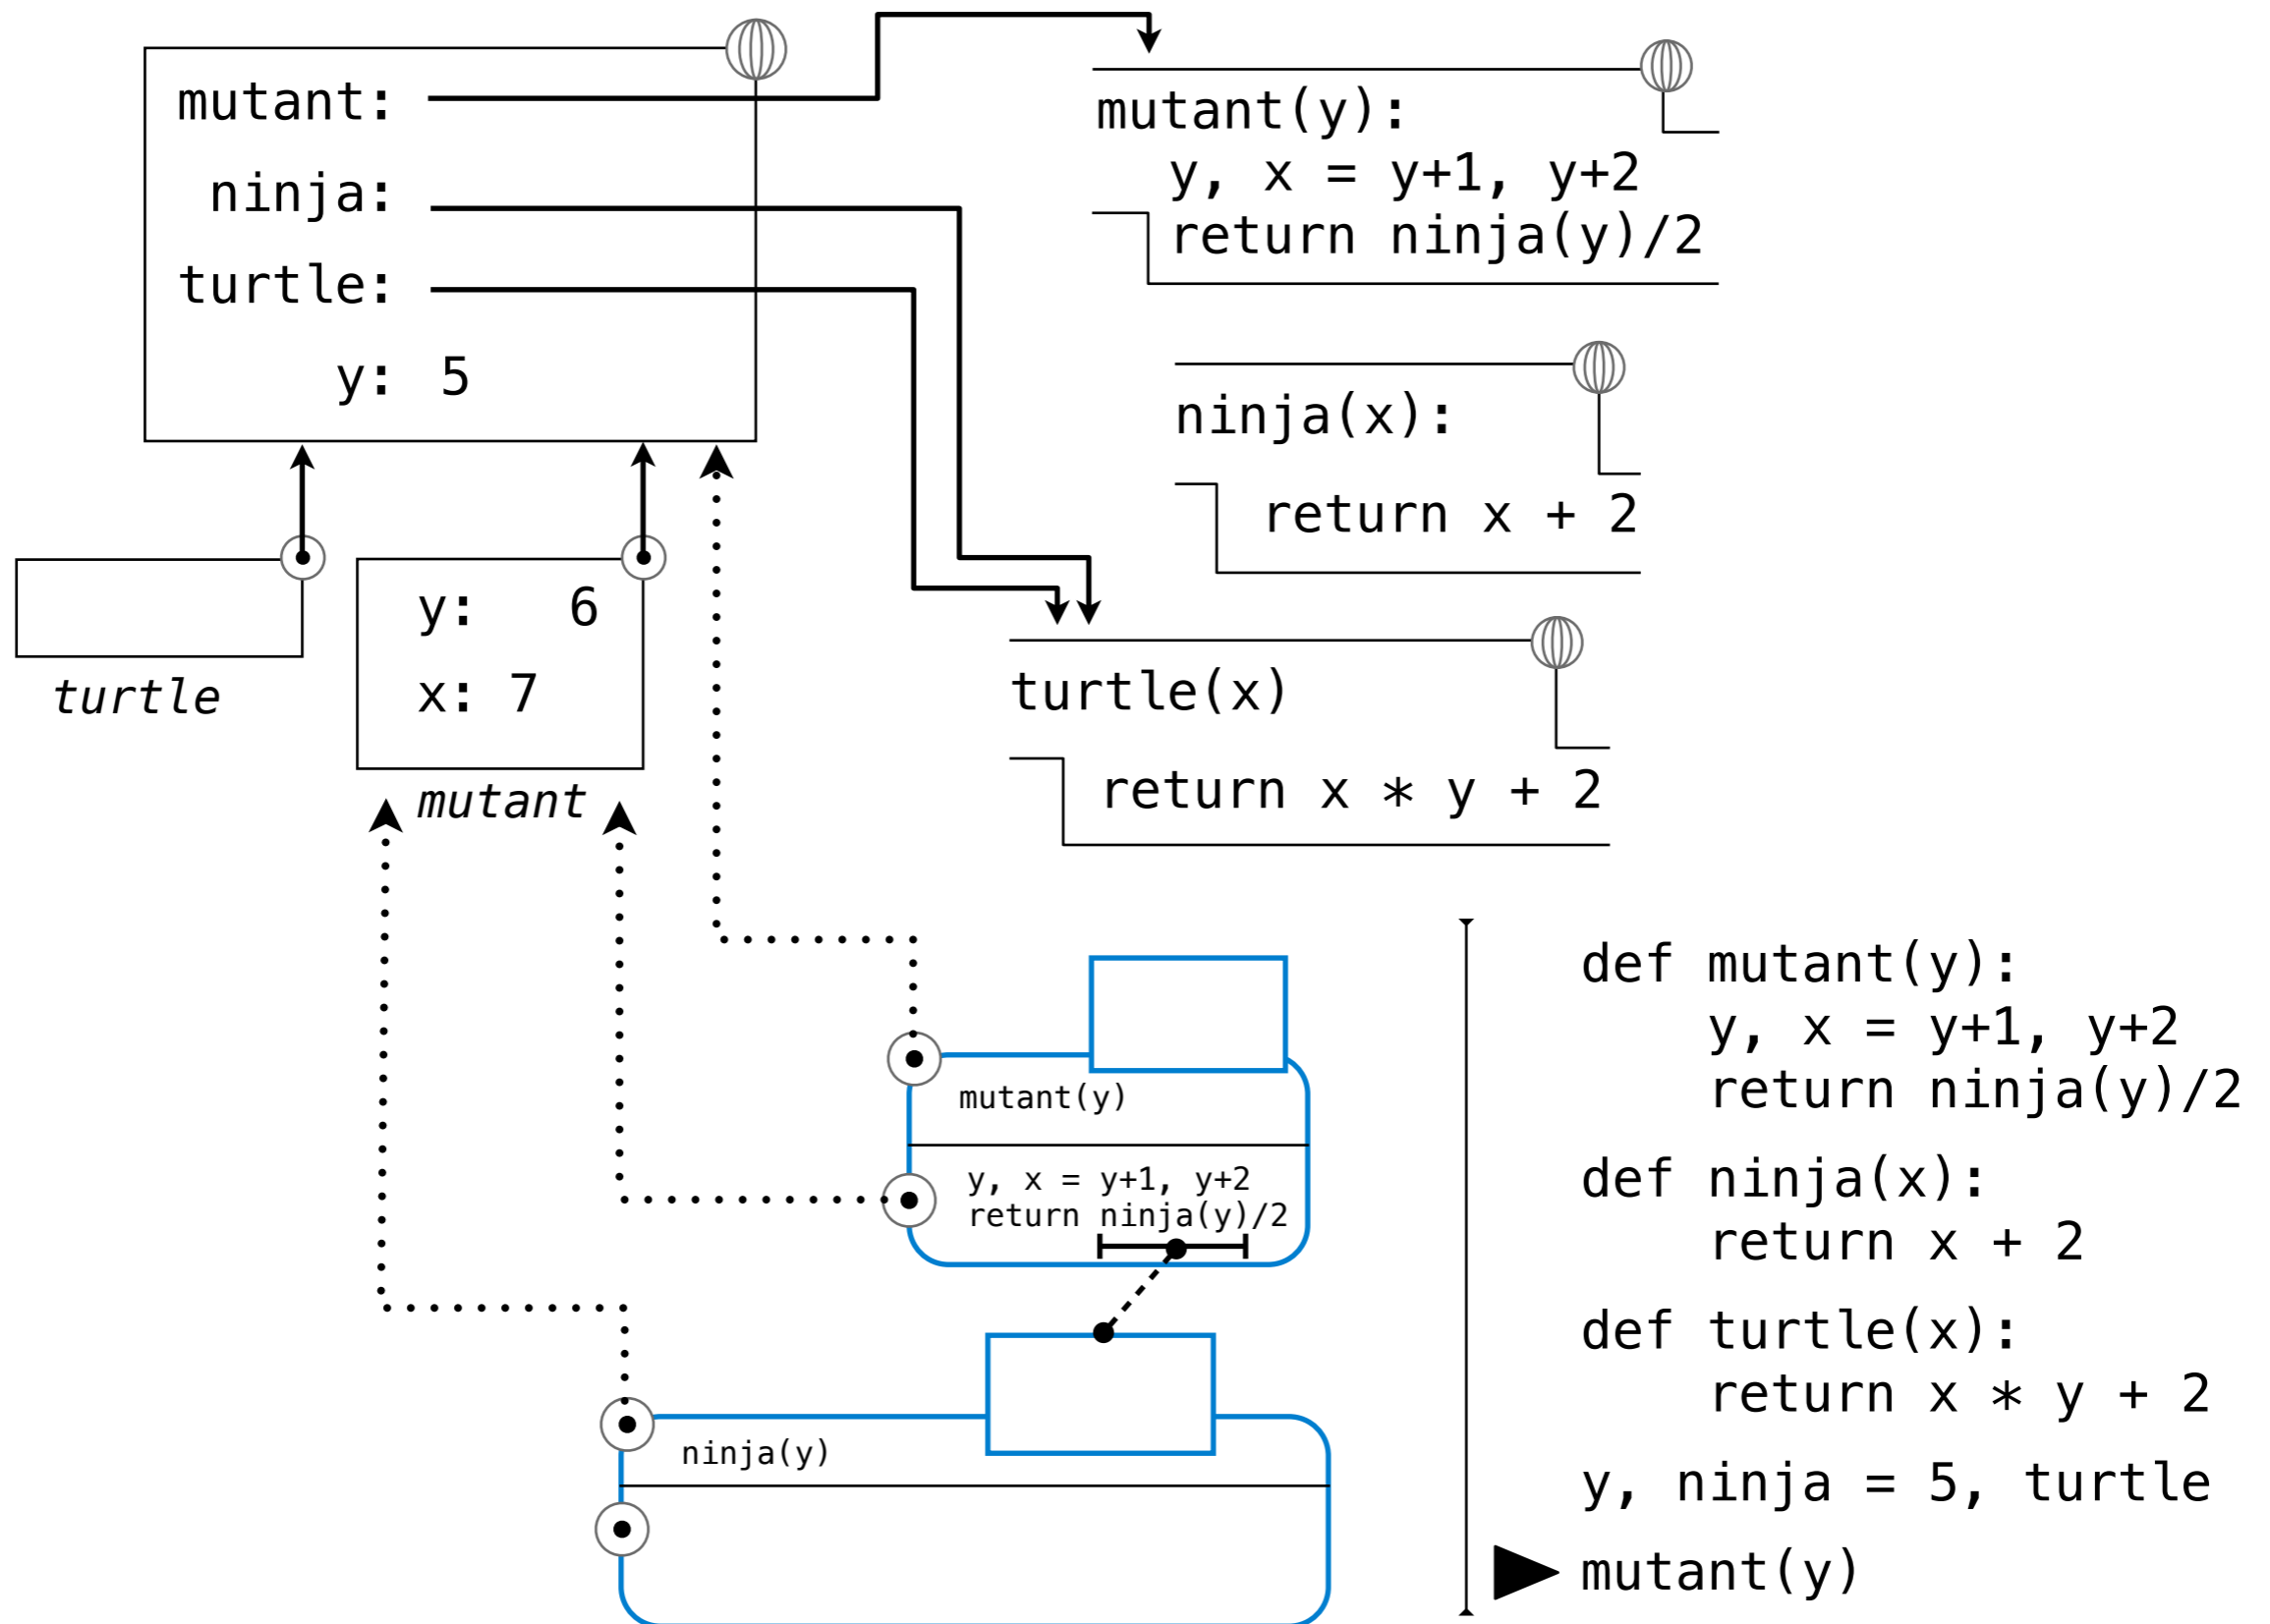 mutant:
ninja:
turtle:
y: 5
mutant(y):
y, x = y+1, y+2
return ninja(y)/2
ninja(x):
return x + 2
turtle(x)
return x * y + 2
turtle
y: 6
x: 7
mutant
mutant(y)
y, x = y+1, y+2
return ninja(y)/2
ninja(y)
def mutant(y):
y, x = y+1, y+2
return ninja(y)/2
def ninja(x):
return x + 2
def turtle(x):
return x * y + 2
y, ninja = 5, turtle
mutant(y)